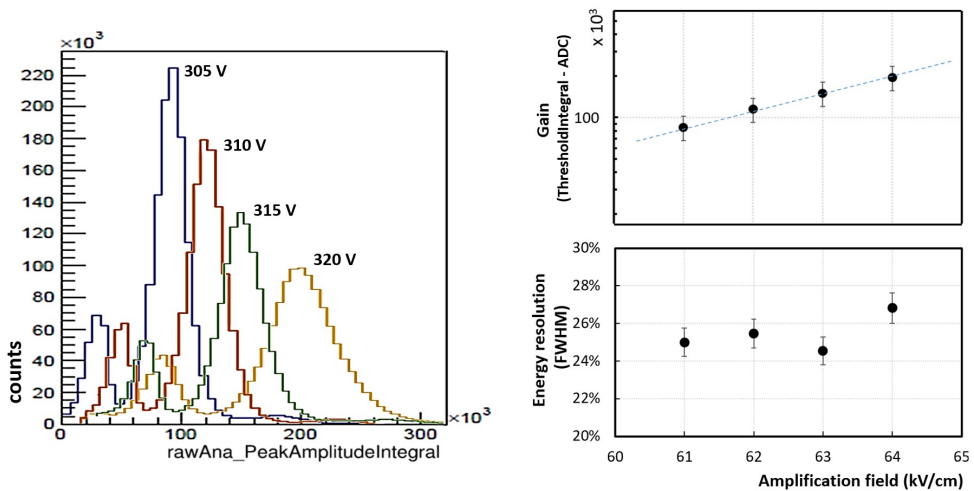 ×10³
220
200
180
160
140
120
100
80
60
40
20
0
counts
305 V
310 V
315 V
320 V
0
100
200
300
×10³
rawAna_PeakAmplitudeIntegral
Gain
(ThresholdIntegral - ADC)
x 10³
100
Energy resolution
(FWHM)
30%
28%
26%
24%
22%
20%
60
61
62
63
64
65
Amplification field (kV/cm)